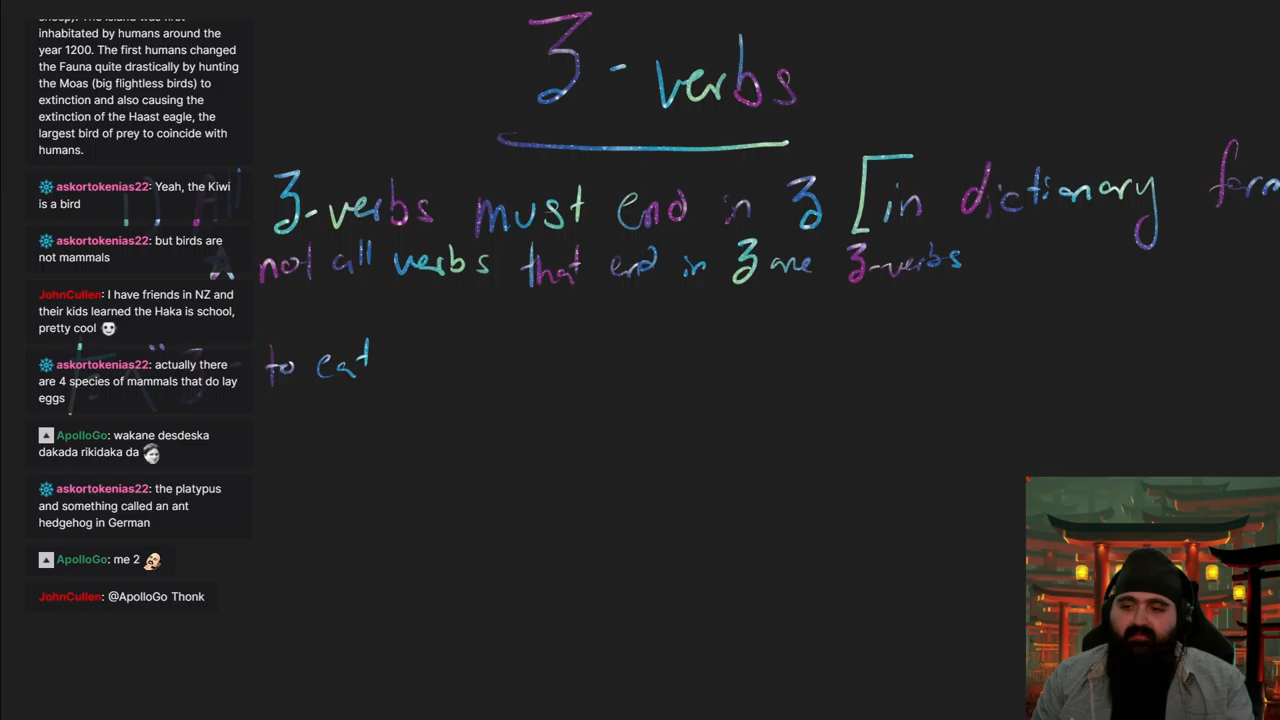 る-verbs
1) All る-verbs must end in る [in dictionary form
not all verbs that end in る are る-verbs
to eat
sheep). The island was first
inhabited by humans around the
year 1200. The first humans changed
the Fauna quite drastically by hunting
the Moas (big flightless birds) to
extinction and also causing the
extinction of the Haast eagle, the
largest bird of prey to coincide with
humans.
askortokenias22: Yeah, the Kiwi
is a bird
askortokenias22: but birds are
not mammals
JohnCullen: I have friends in NZ and
their kids learned the Haka is school,
pretty cool
askortokenias22: actually there
are 4 species of mammals that do lay
eggs
ApolloGo: wakane desdeska
dakada rikidaka da
askortokenias22: the platypus
and something called an ant
hedgehog in German
ApolloGo: me 2
JohnCullen: @ApolloGo Thonk